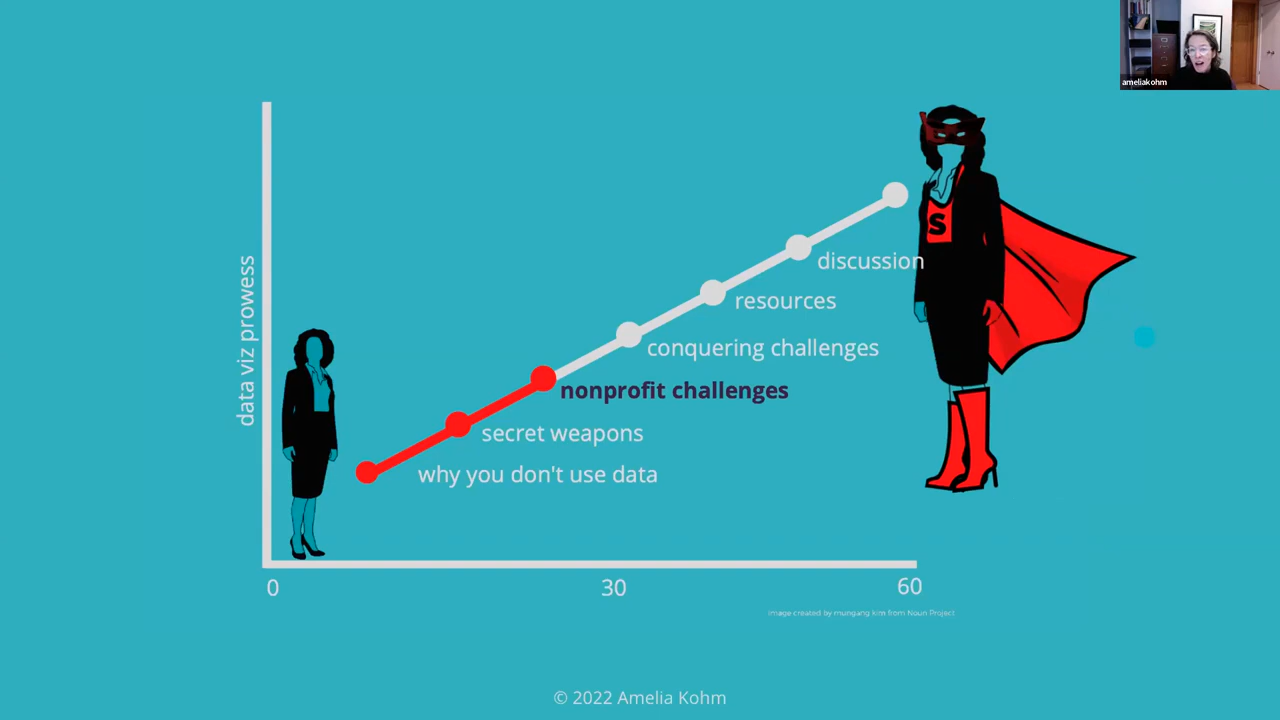 ameliakohm
data viz prowess
S
discussion
resources
conquering challenges
nonprofit challenges
secret weapons
why you don't use data
0
30
60
image created by mungang kim from Noun Project
© 2022 Amelia Kohm